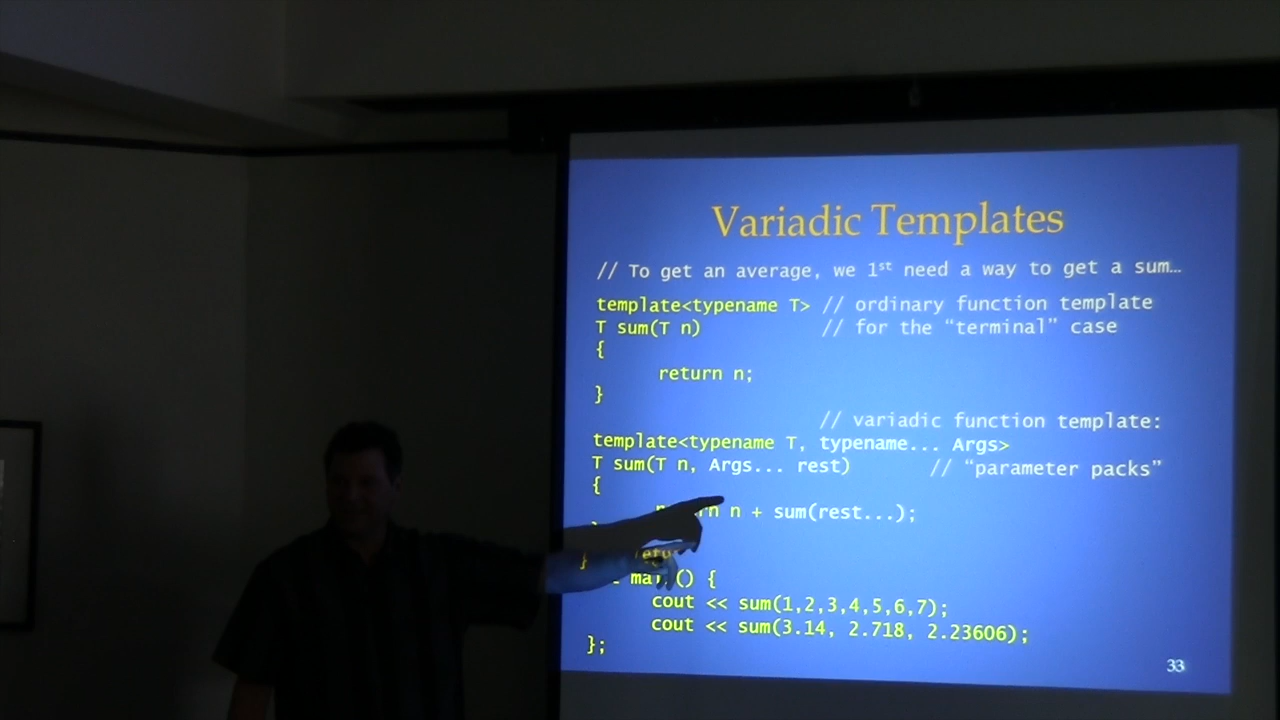 Variadic Templates
// To get an average, we 1st need a way to get a sum…
template<typename T> // ordinary function template
T sum(T n) // for the “terminal” case
{
return n;
}
// variadic function template:
template<typename T, typename... Args>
T sum(T n, Args... rest) // “parameter packs”
{
n + sum(rest...);
}
() {
cout << sum(1,2,3,4,5,6,7);
cout << sum(3.14, 2.718, 2.23606);
};
33